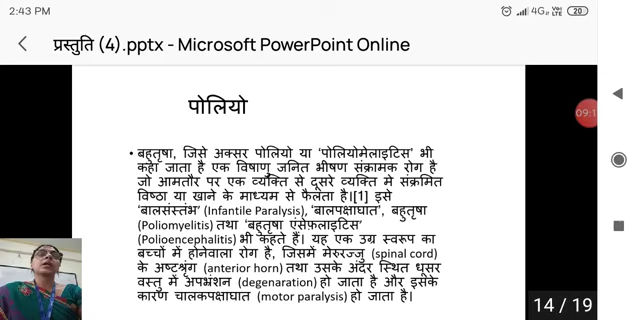 2:43 PM
4G
VoLTE
20
प्रस्तुति (4).pptx - Microsoft PowerPoint Online
पोलियो
• बहुतृषा, जिसे अक्सर पोलियो या 'पोलियोमेलाइटिस' भी
कहा जाता है एक विषाणु जनित भीषण संक्रामक रोग है
जो आमतौर पर एक व्यक्ति से दूसरे व्यक्ति मे संक्रमित
विष्ठा या खाने के माध्यम से फैलता है।[1] इसे
'बालसंस्तंभ' (Infantile Paralysis), 'बालपक्षाघात', बहुतृषा
(Poliomyelitis) तथा 'बहुतृषा एंसेफ़लाइटिस'
(Polioencephalitis) भी कहते हैं। यह एक उग्र स्वरूप का
बच्चों में होनेवाला रोग है, जिसमें मेरुरज्जु (spinal cord)
के अष्टश्रृंग (anterior horn) तथा उसके अंदर स्थित धूसर
वस्तु में अपभ्रंशन (degenaration) हो जाता है और इसके
कारण चालकपक्षाघात (motor paralysis) हो जाता है।
14 / 19